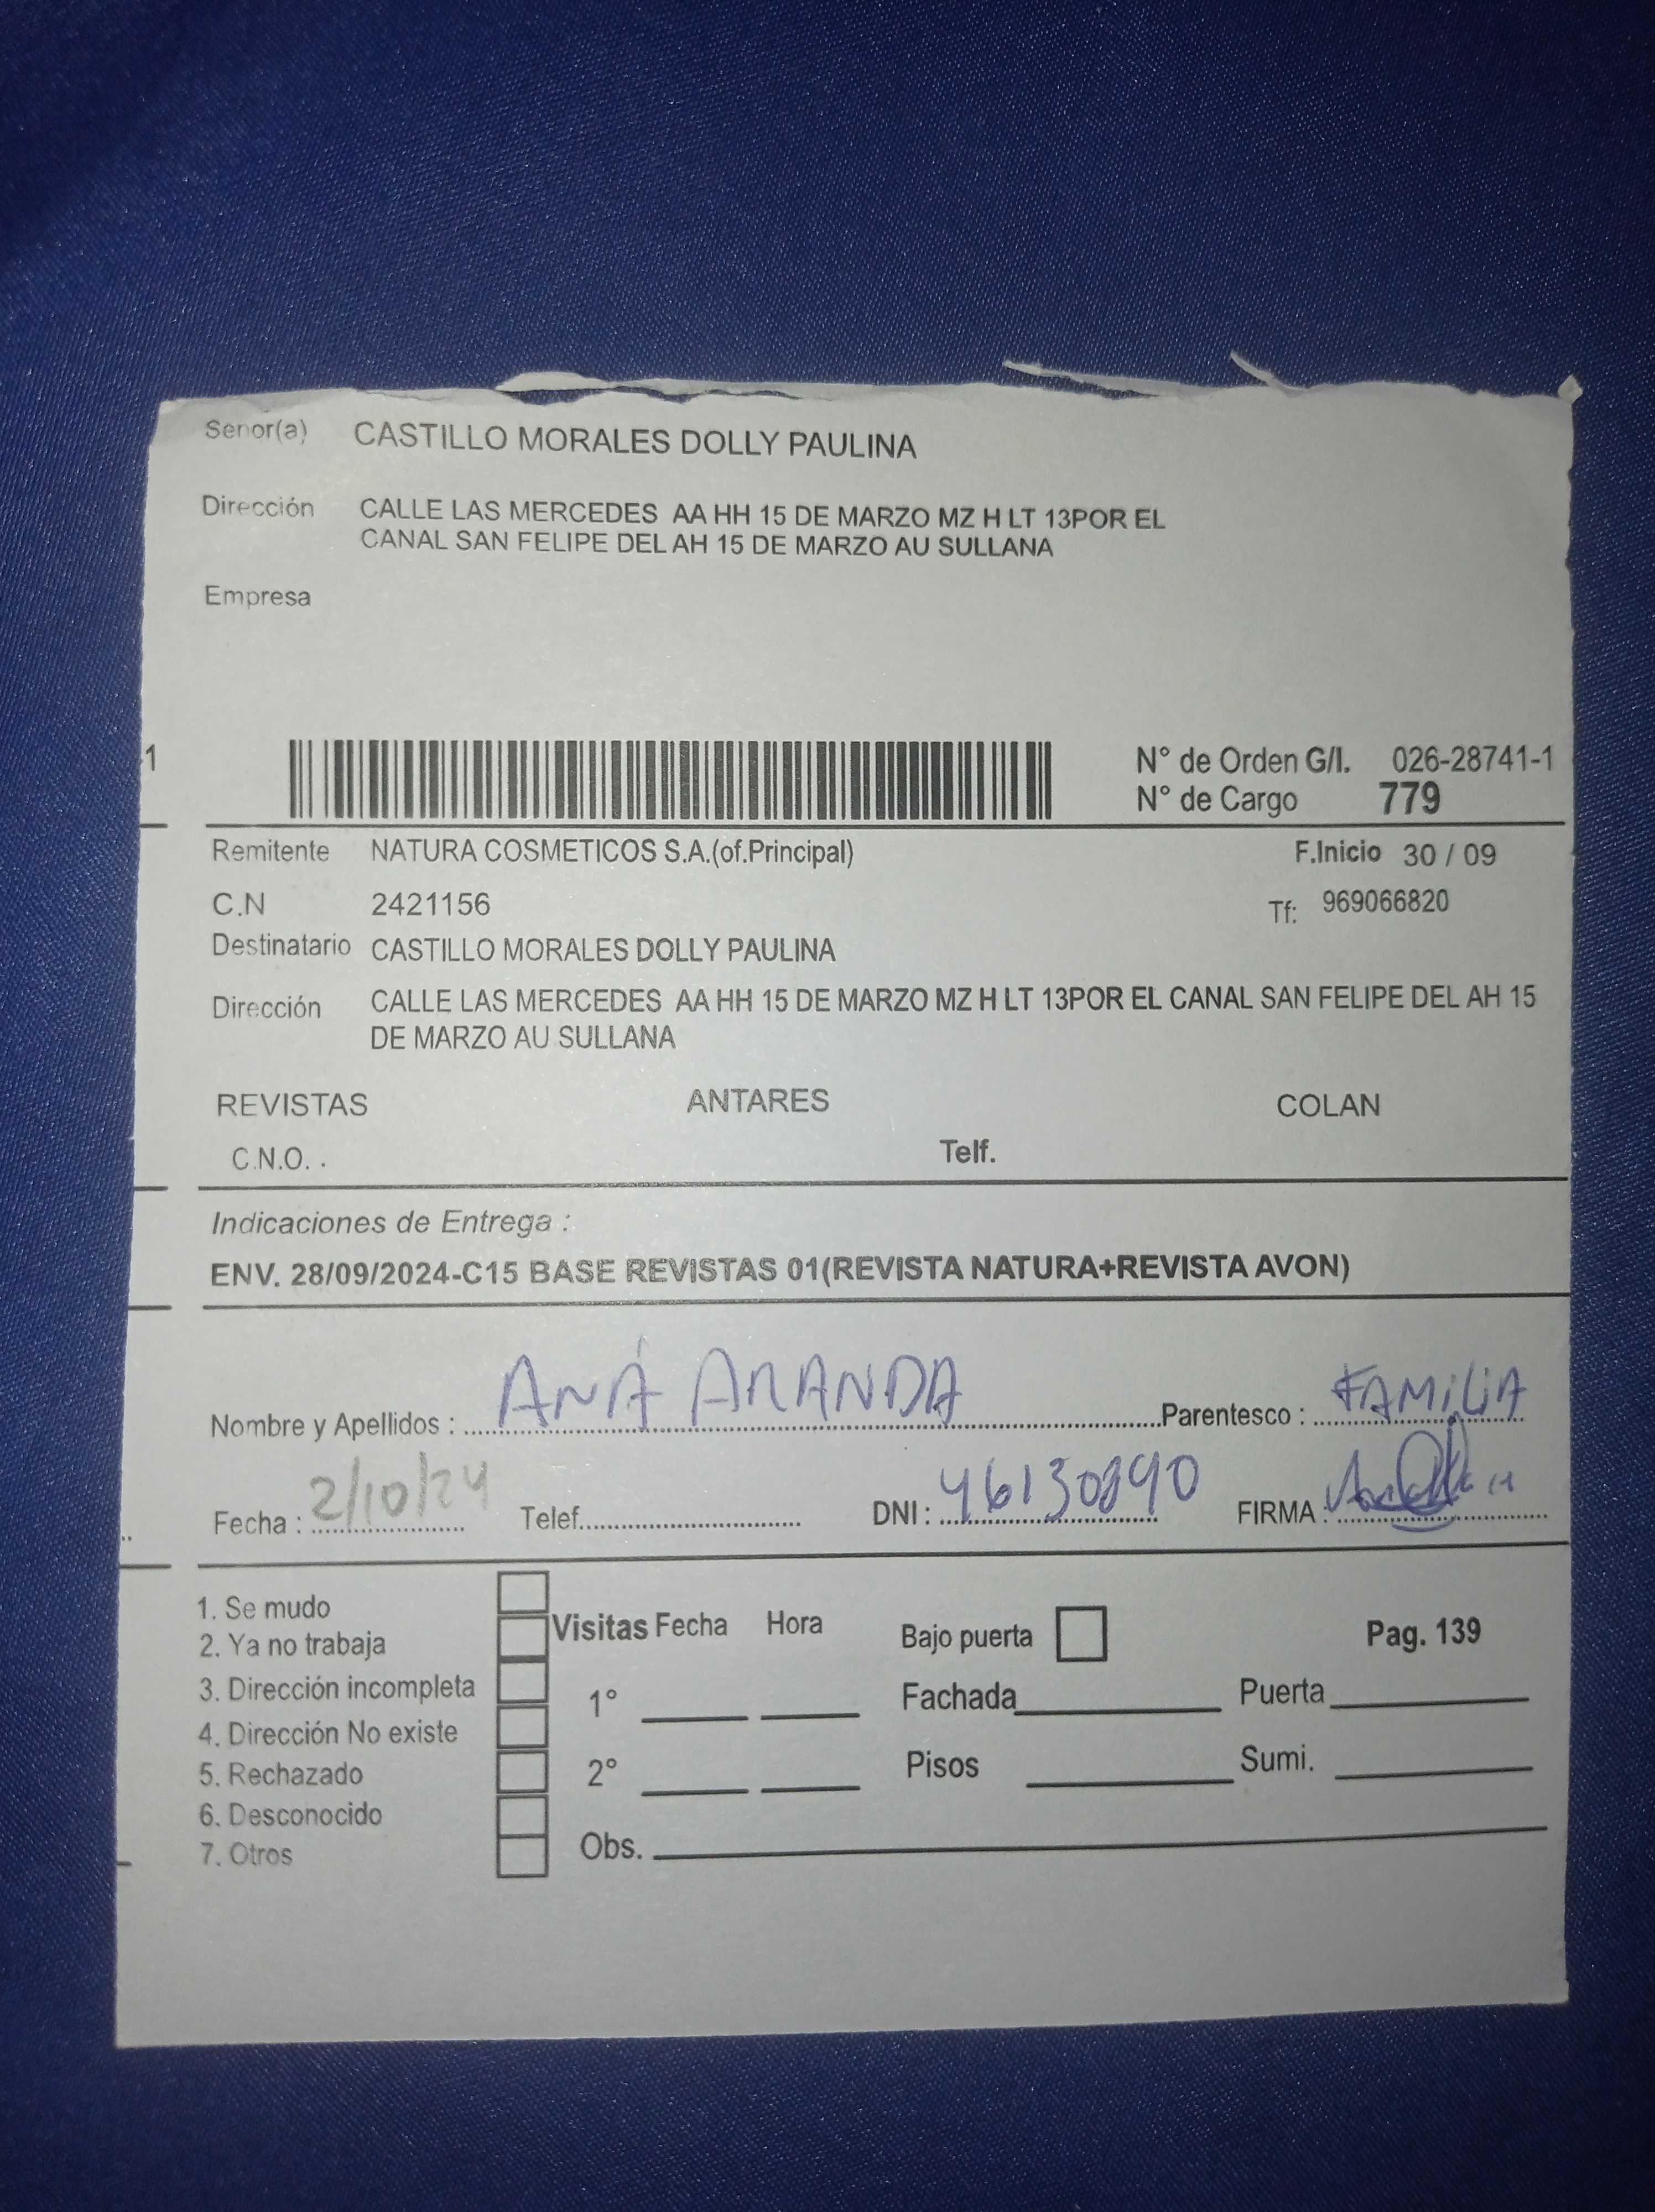 Señor(a) CASTILLO MORALES DOLLY PAULINA
Dirección CALLE LAS MERCEDES AA HH 15 DE MARZO MZ H LT 13POR EL
CANAL SAN FELIPE DEL AH 15 DE MARZO AU SULLANA
Empresa
1
N° de Orden G/I. 026-28741-1
N° de Cargo 779
Remitente NATURA COSMETICOS S.A.(of.Principal) F.Inicio 30 / 09
C.N 2421156 Tf: 969066820
Destinatario CASTILLO MORALES DOLLY PAULINA
Dirección CALLE LAS MERCEDES AA HH 15 DE MARZO MZ H LT 13POR EL CANAL SAN FELIPE DEL AH 15
DE MARZO AU SULLANA
REVISTAS ANTARES COLAN
C.N.O. . Telf.
Indicaciones de Entrega :
ENV. 28/09/2024-C15 BASE REVISTAS 01(REVISTA NATURA+REVISTA AVON)
Nombre y Apellidos : ANA ARANDA Parentesco : FAMiLiA
Fecha : 2/10/24 Telef. DNI : 46130890 FIRMA :
1. Se mudo
2. Ya no trabaja
3. Dirección incompleta
4. Dirección No existe
5. Rechazado
6. Desconocido
7. Otros
Visitas Fecha Hora
1°
2°
Obs.
Bajo puerta Pag. 139
Fachada Puerta
Pisos Sumi.